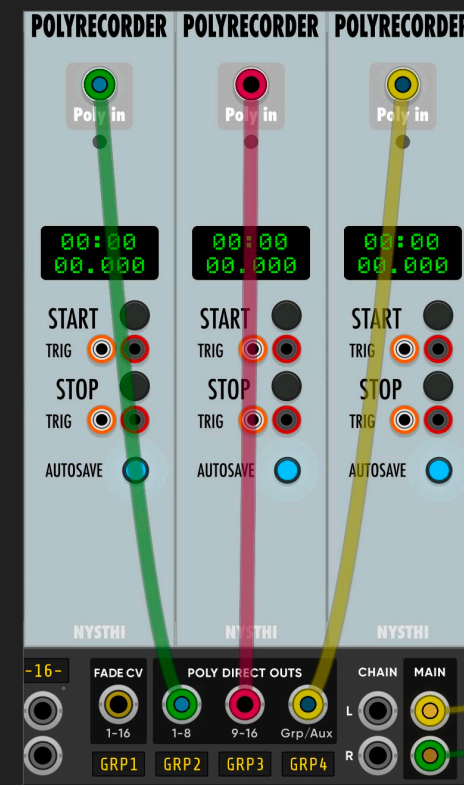 POLYRECORDER POLYRECORDER POLYRECORDER
Poly in Poly in Poly in
00:00 00:00 00:00
00.000 00.000 00.000
START START START
TRIG TRIG TRIG
STOP STOP STOP
TRIG TRIG TRIG
AUTOSAVE AUTOSAVE AUTOSAVE
NYSTHI NYSTHI NYSTHI
-16- FADE CV POLY DIRECT OUTS CHAIN MAIN
L
1-16 1-8 9-16 Grp/Aux
R
GRP1 GRP2 GRP3 GRP4